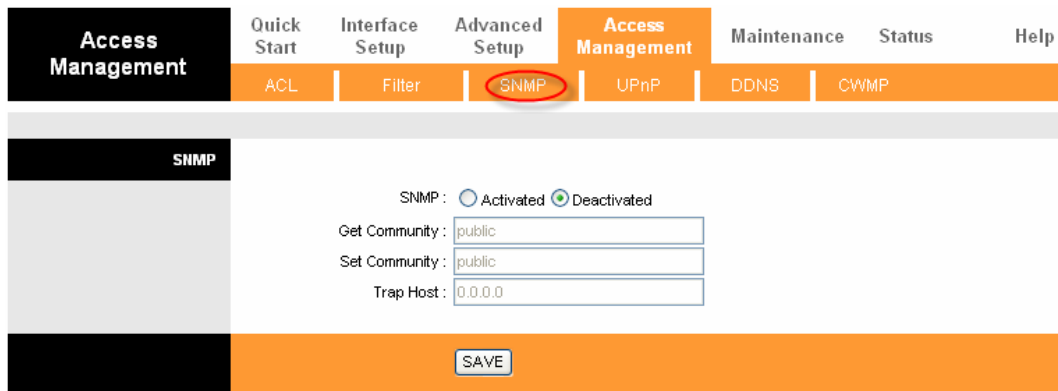 Access Management
Quick Start
Interface Setup
Advanced Setup
Access Management
Maintenance
Status
Help
ACL
Filter
SNMP
UPnP
DDNS
CWMP
SNMP
SNMP : Activated Deactivated
Get Community : public
Set Community : public
Trap Host : 0.0.0.0
SAVE